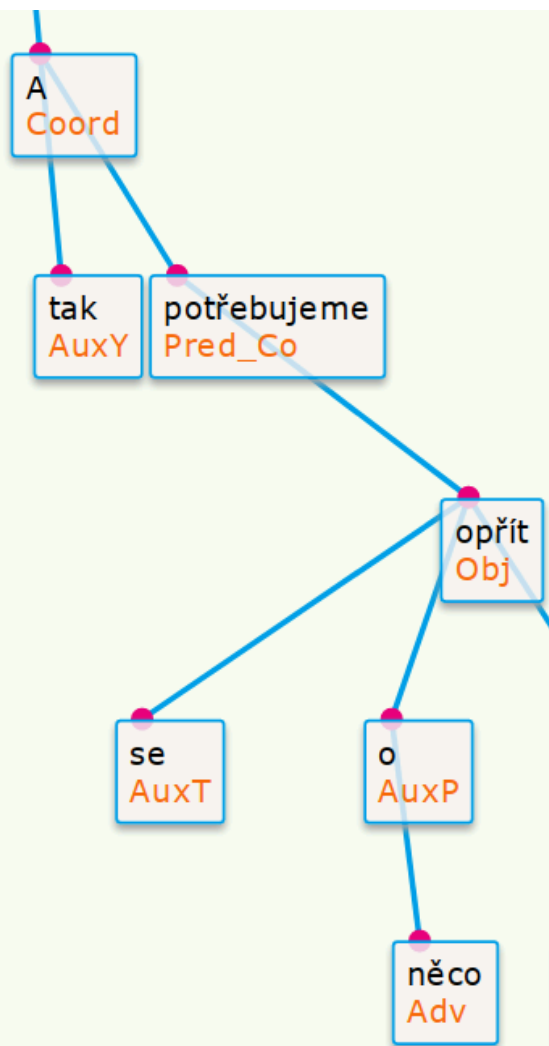 A
Coord
tak
AuxY
potřebujeme
Pred_Co
opřít
Obj
se
AuxT
o
AuxP
něco
Adv